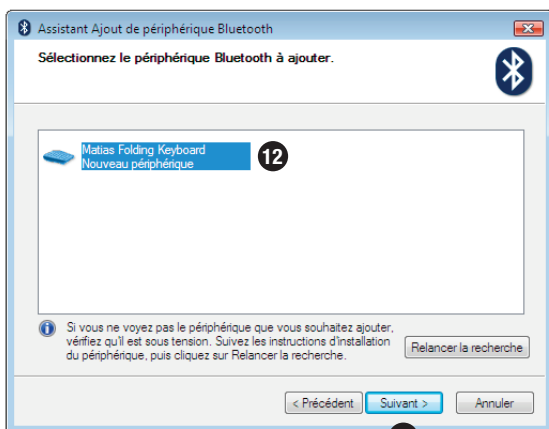 Assistant Ajout de périphérique Bluetooth
Sélectionnez le périphérique Bluetooth à ajouter.
Matias Folding Keyboard
Nouveau périphérique
12
Si vous ne voyez pas le périphérique que vous souhaitez ajouter,
vérifiez qu'il est sous tension. Suivez les instructions d'installation
du périphérique, puis cliquez sur Relancer la recherche.
Relancer la recherche
< Précédent
Suivant >
Annuler